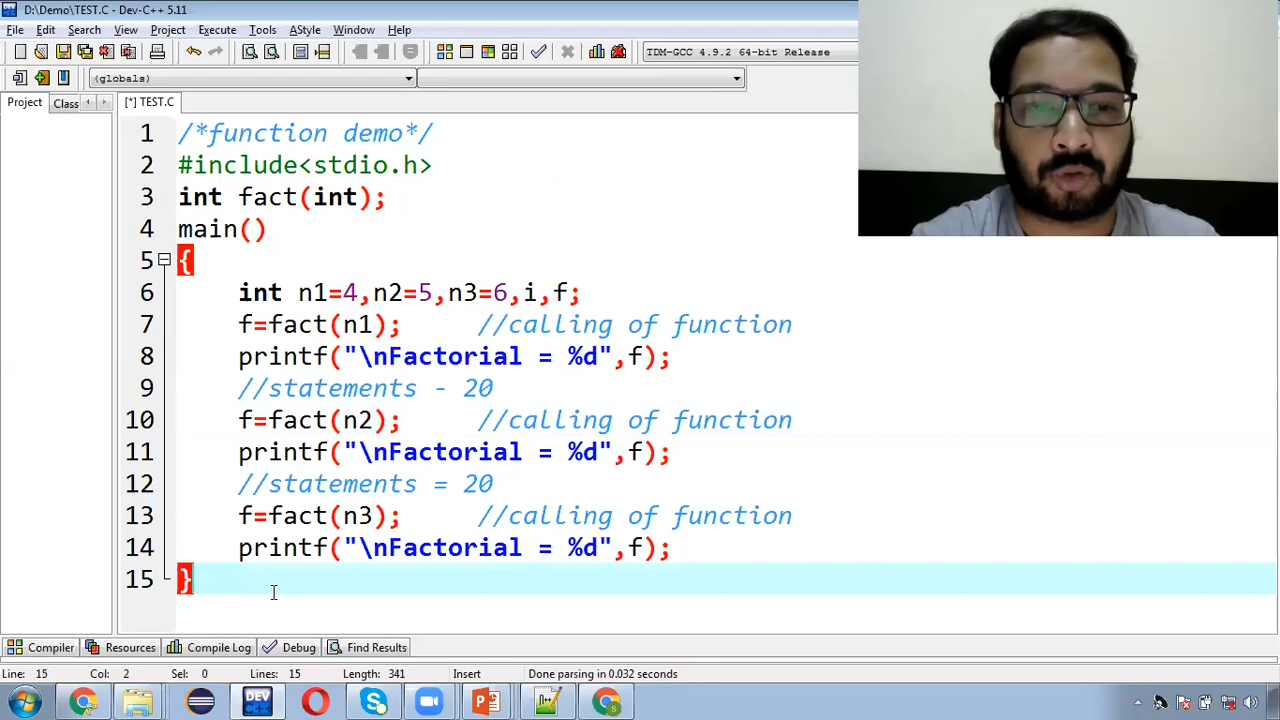 D:\Demo\TEST.C - Dev-C++ 5.11
File Edit Search View Project Execute Tools AStyle Window Help
TDM-GCC 4.9.2 64-bit Release
(globals)
Project Class [*] TEST.C
1 /*function demo*/
2 #include<stdio.h>
3 int fact(int);
4 main()
5 {
6 int n1=4,n2=5,n3=6,i,f;
7 f=fact(n1); //calling of function
8 printf("\nFactorial = %d",f);
9 //statements - 20
10 f=fact(n2); //calling of function
11 printf("\nFactorial = %d",f);
12 //statements = 20
13 f=fact(n3); //calling of function
14 printf("\nFactorial = %d",f);
15 }
Compiler Resources Compile Log Debug Find Results
Line: 15 Col: 2 Sel: 0 Lines: 15 Length: 341 Insert Done parsing in 0.032 seconds
DEV